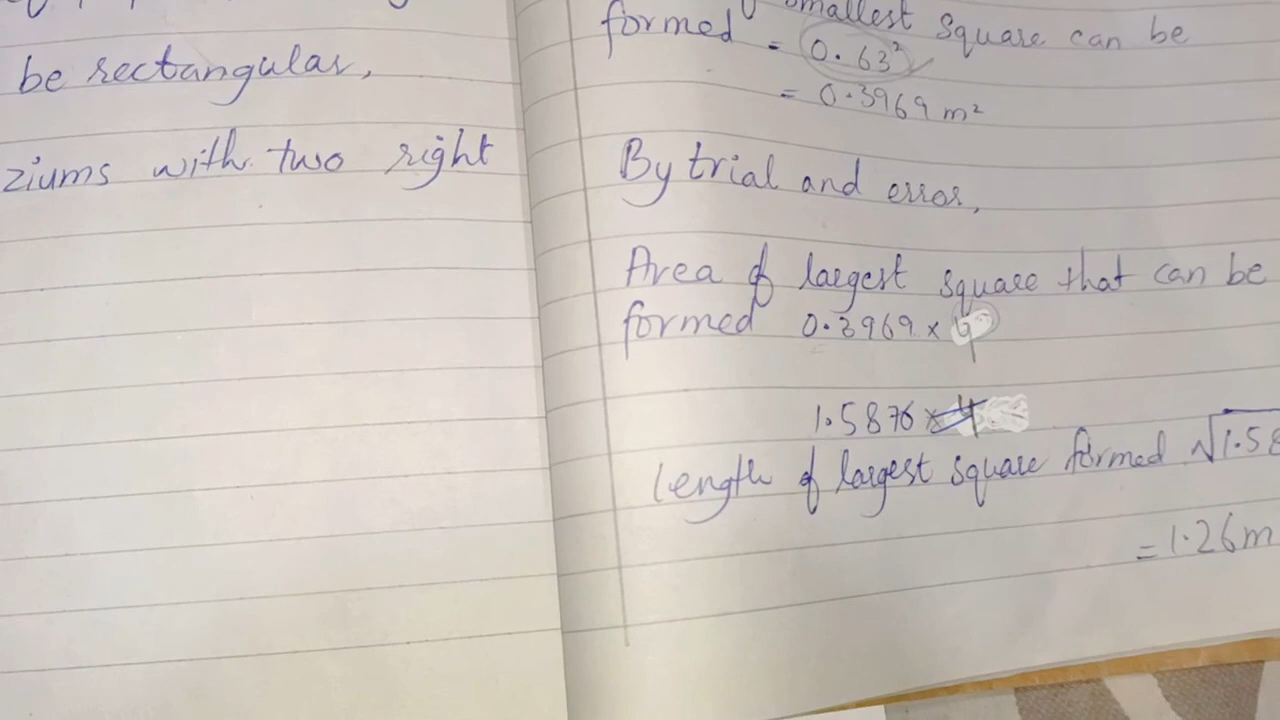 be rectangular,
ziums with two right
smallest square can be
formed = 0.63²
= 0.3969 m²
By trial and error,
Area of largest square that can be
formed 0.3969 × 4
1.5876 × 4
length of largest square formed √1.58
= 1.26m